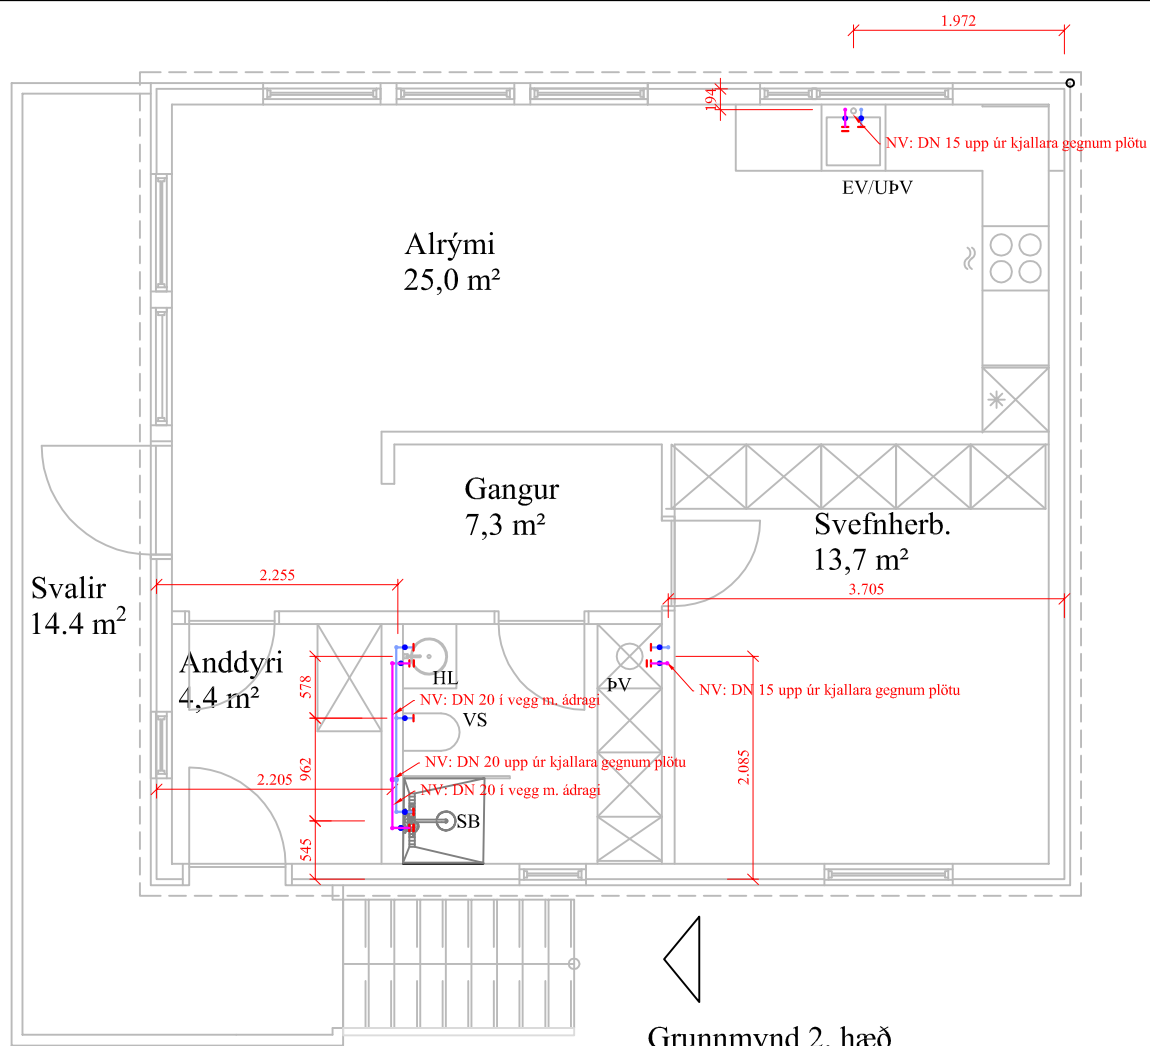 1.972
194
NV: DN 15 upp úr kjallara gegnum plötu
EV/UÞV
Alrými
25,0 m²
Gangur
7,3 m²
Svefnherb.
13,7 m²
2.255
3.705
Svalir
14.4 m²
Anddyri
4,4 m²
578
HL
ÞV
NV: DN 20 í vegg m. ádragi
NV: DN 15 upp úr kjallara gegnum plötu
VS
962
NV: DN 20 upp úr kjallara gegnum plötu
2.085
2.205
NV: DN 20 í vegg m. ádragi
SB
545
Grunnmynd 2. hæð